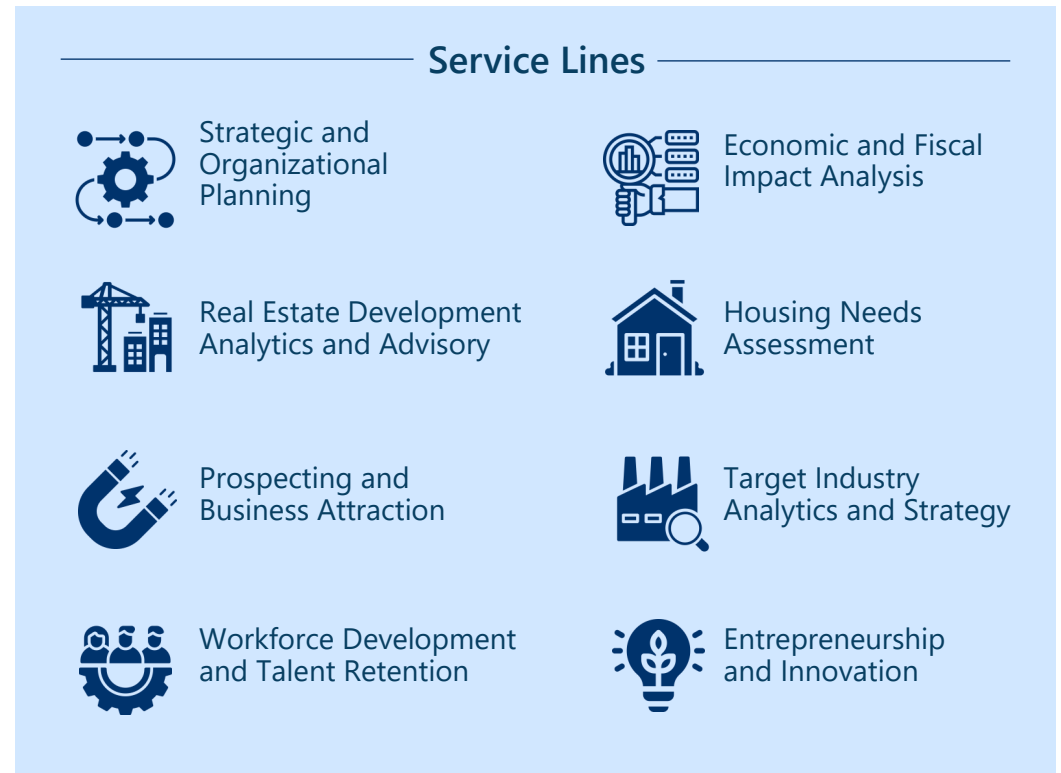 Service Lines
Strategic and
Organizational
Planning
Economic and Fiscal
Impact Analysis
Real Estate Development
Analytics and Advisory
Housing Needs
Assessment
Prospecting and
Business Attraction
Target Industry
Analytics and Strategy
Workforce Development
and Talent Retention
Entrepreneurship
and Innovation